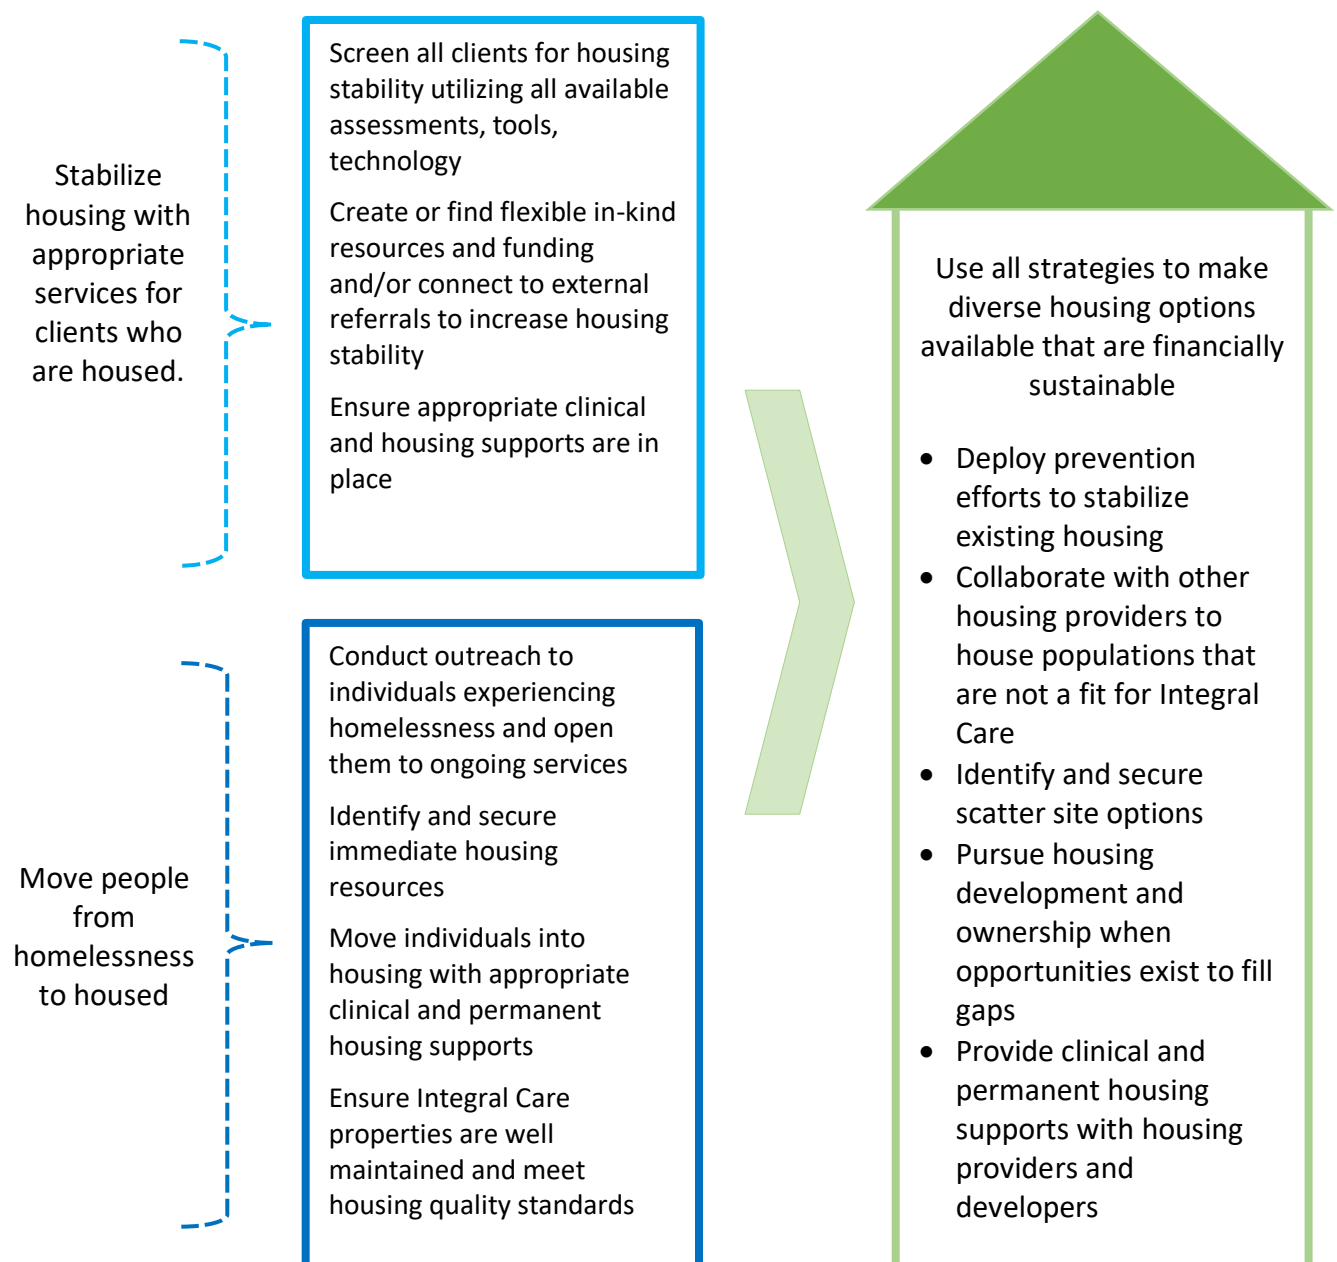 Stabilize
housing with
appropriate
services for
clients who
are housed.
Screen all clients for housing
stability utilizing all available
assessments, tools,
technology
Create or find flexible in-kind
resources and funding
and/or connect to external
referrals to increase housing
stability
Ensure appropriate clinical
and housing supports are in
place
Move people
from
homelessness
to housed
Conduct outreach to
individuals experiencing
homelessness and open
them to ongoing services
Identify and secure
immediate housing
resources
Move individuals into
housing with appropriate
clinical and permanent
housing supports
Ensure Integral Care
properties are well
maintained and meet
housing quality standards
Use all strategies to make
diverse housing options
available that are financially
sustainable
• Deploy prevention
efforts to stabilize
existing housing
• Collaborate with other
housing providers to
house populations that
are not a fit for Integral
Care
• Identify and secure
scatter site options
• Pursue housing
development and
ownership when
opportunities exist to fill
gaps
• Provide clinical and
permanent housing
supports with housing
providers and
developers